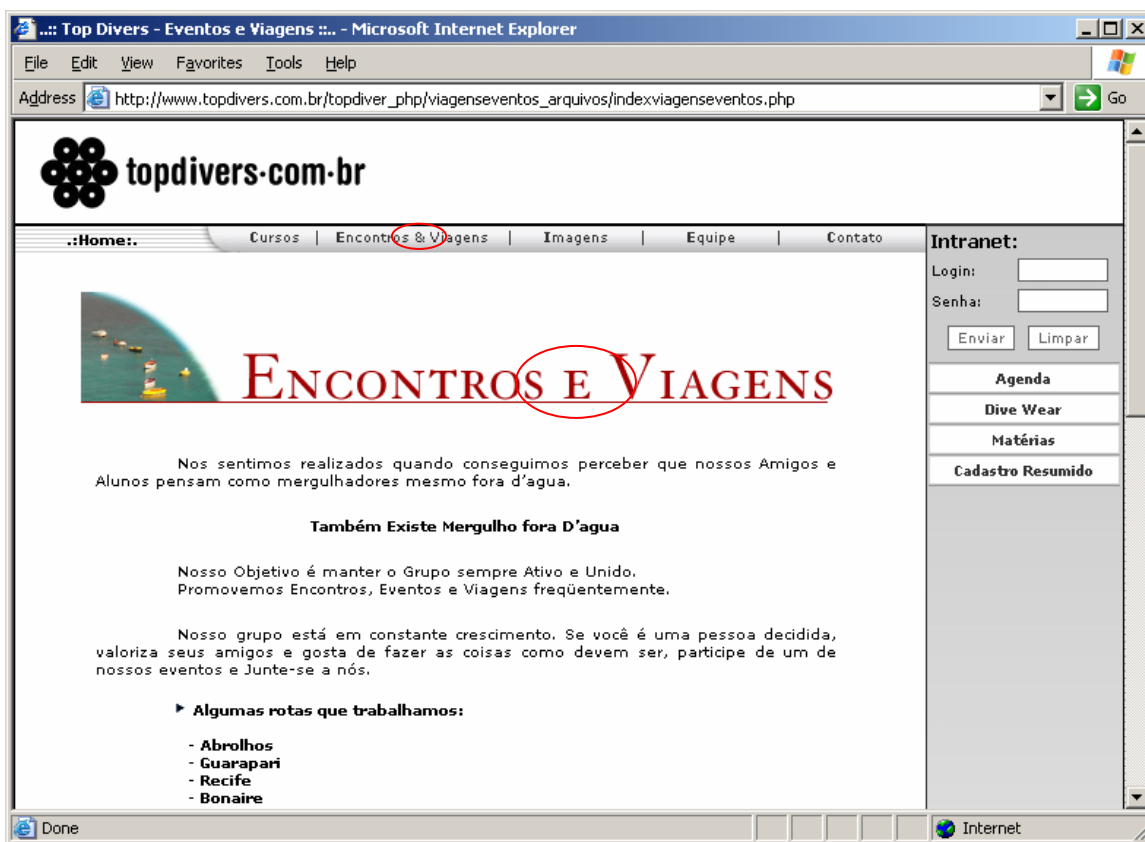 ..:: Top Divers - Eventos e Viagens ::.. - Microsoft Internet Explorer
File Edit View Favorites Tools Help
Address http://www.topdivers.com.br/topdiver_php/viagenseventos_arquivos/indexviagenseventos.php Go
topdivers·com·br
.:Home:. Cursos | Encontros & Viagens | Imagens | Equipe | Contato
Intranet:
Login:
Senha:
Enviar Limpar
Agenda
Dive Wear
Matérias
Cadastro Resumido
ENCONTROS E VIAGENS
Nos sentimos realizados quando conseguimos perceber que nossos Amigos e
Alunos pensam como mergulhadores mesmo fora d'agua.
Também Existe Mergulho fora D'agua
Nosso Objetivo é manter o Grupo sempre Ativo e Unido.
Promovemos Encontros, Eventos e Viagens freqüentemente.
Nosso grupo está em constante crescimento. Se você é uma pessoa decidida,
valoriza seus amigos e gosta de fazer as coisas como devem ser, participe de um de
nossos eventos e Junte-se a nós.
Algumas rotas que trabalhamos:
- Abrolhos
- Guarapari
- Recife
- Bonaire
Done Internet